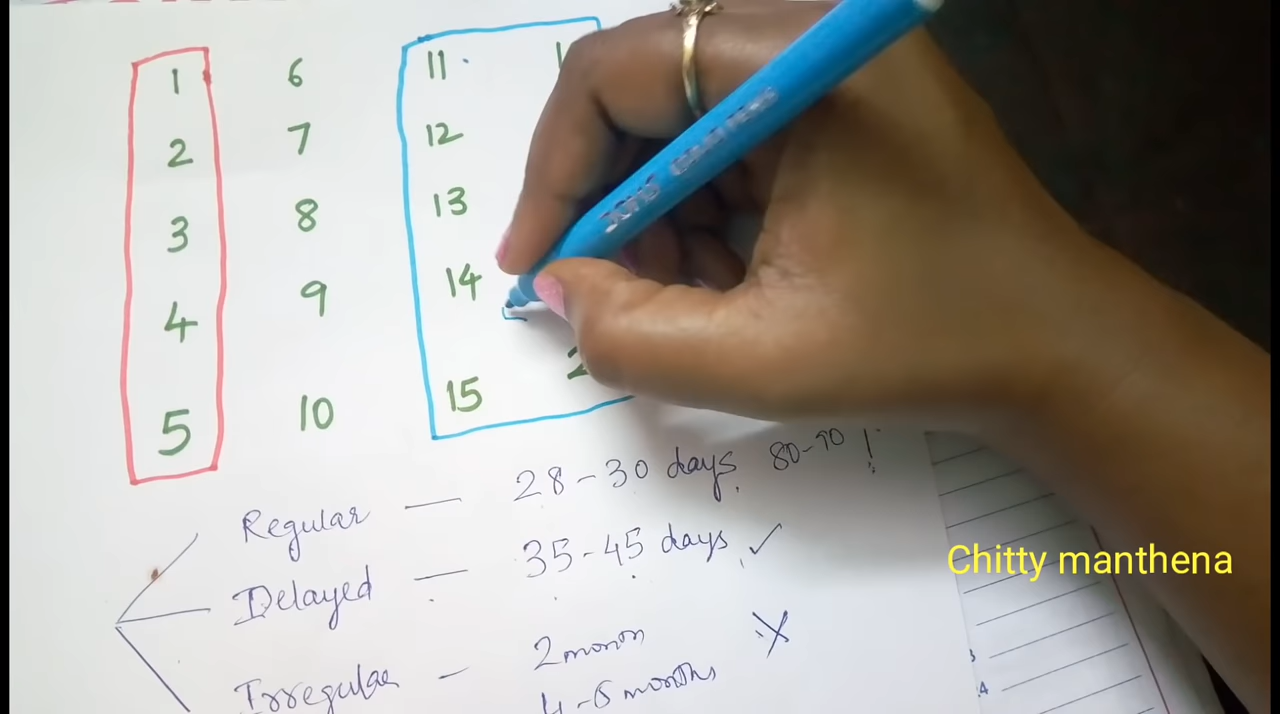 1 6 11
2 7 12
3 8 13
4 9 14
5 10 15
Regular — 28-30 days, 80-90
Delayed — 35-45 days, ✓
Irregular — 2 X
4-6 months
Chitty manthena